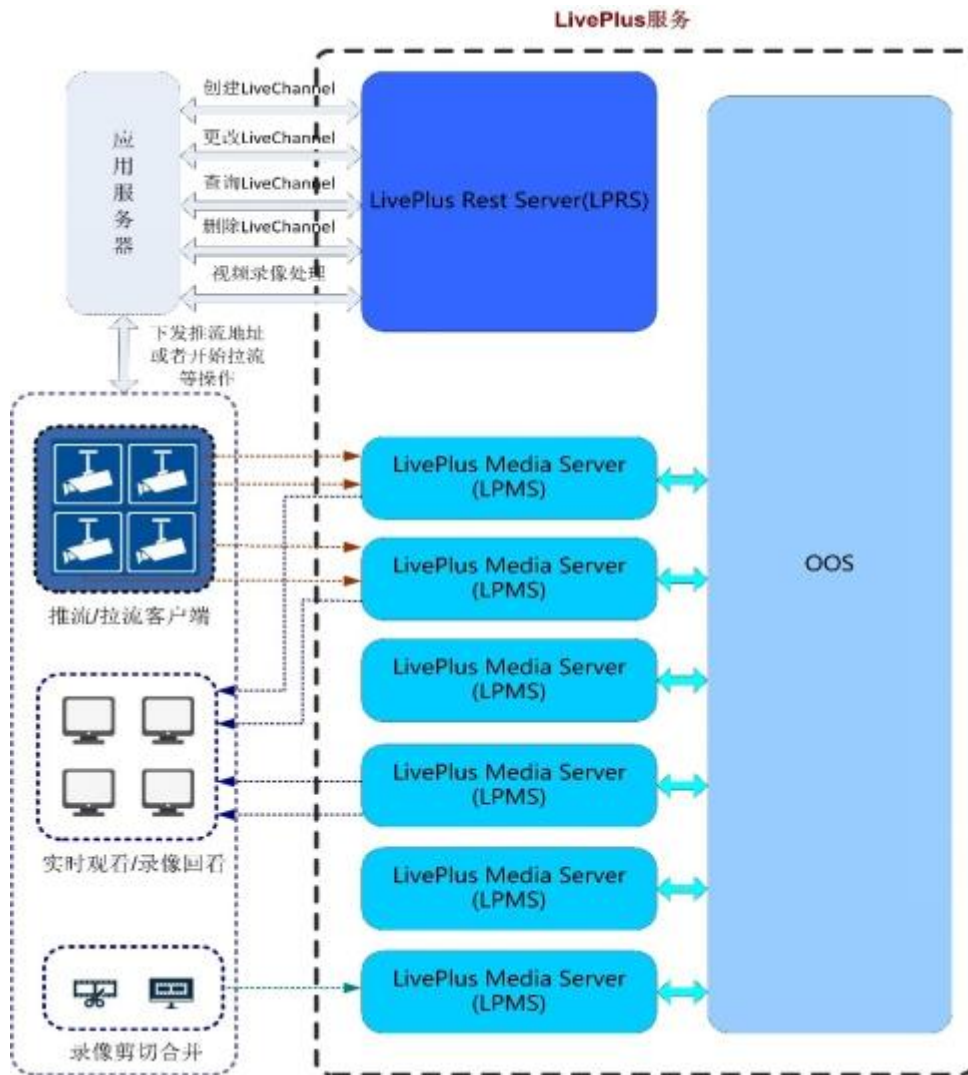 LivePlus服务
应用服务器
创建LiveChannel
更改LiveChannel
查询LiveChannel
删除LiveChannel
视频录像处理
LivePlus Rest Server(LPRS)
下发推流地址
或者开始拉流
等操作
推流/拉流客户端
实时观看/录像回看
录像剪切合并
LivePlus Media Server
(LPMS)
LivePlus Media Server
(LPMS)
LivePlus Media Server
(LPMS)
LivePlus Media Server
(LPMS)
LivePlus Media Server
(LPMS)
LivePlus Media Server
(LPMS)
OOS